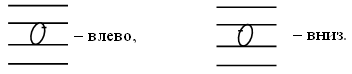 О – влево, О – вниз.